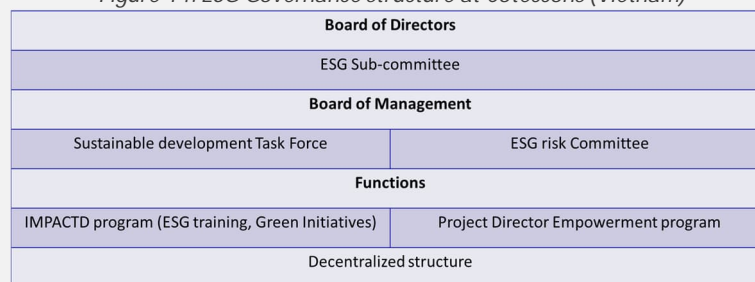 Board of Directors
ESG Sub-committee
Board of Management
Sustainable development Task Force
ESG risk Committee
Functions
IMPACTD program (ESG training, Green Initiatives)
Project Director Empowerment program
Decentralized structure